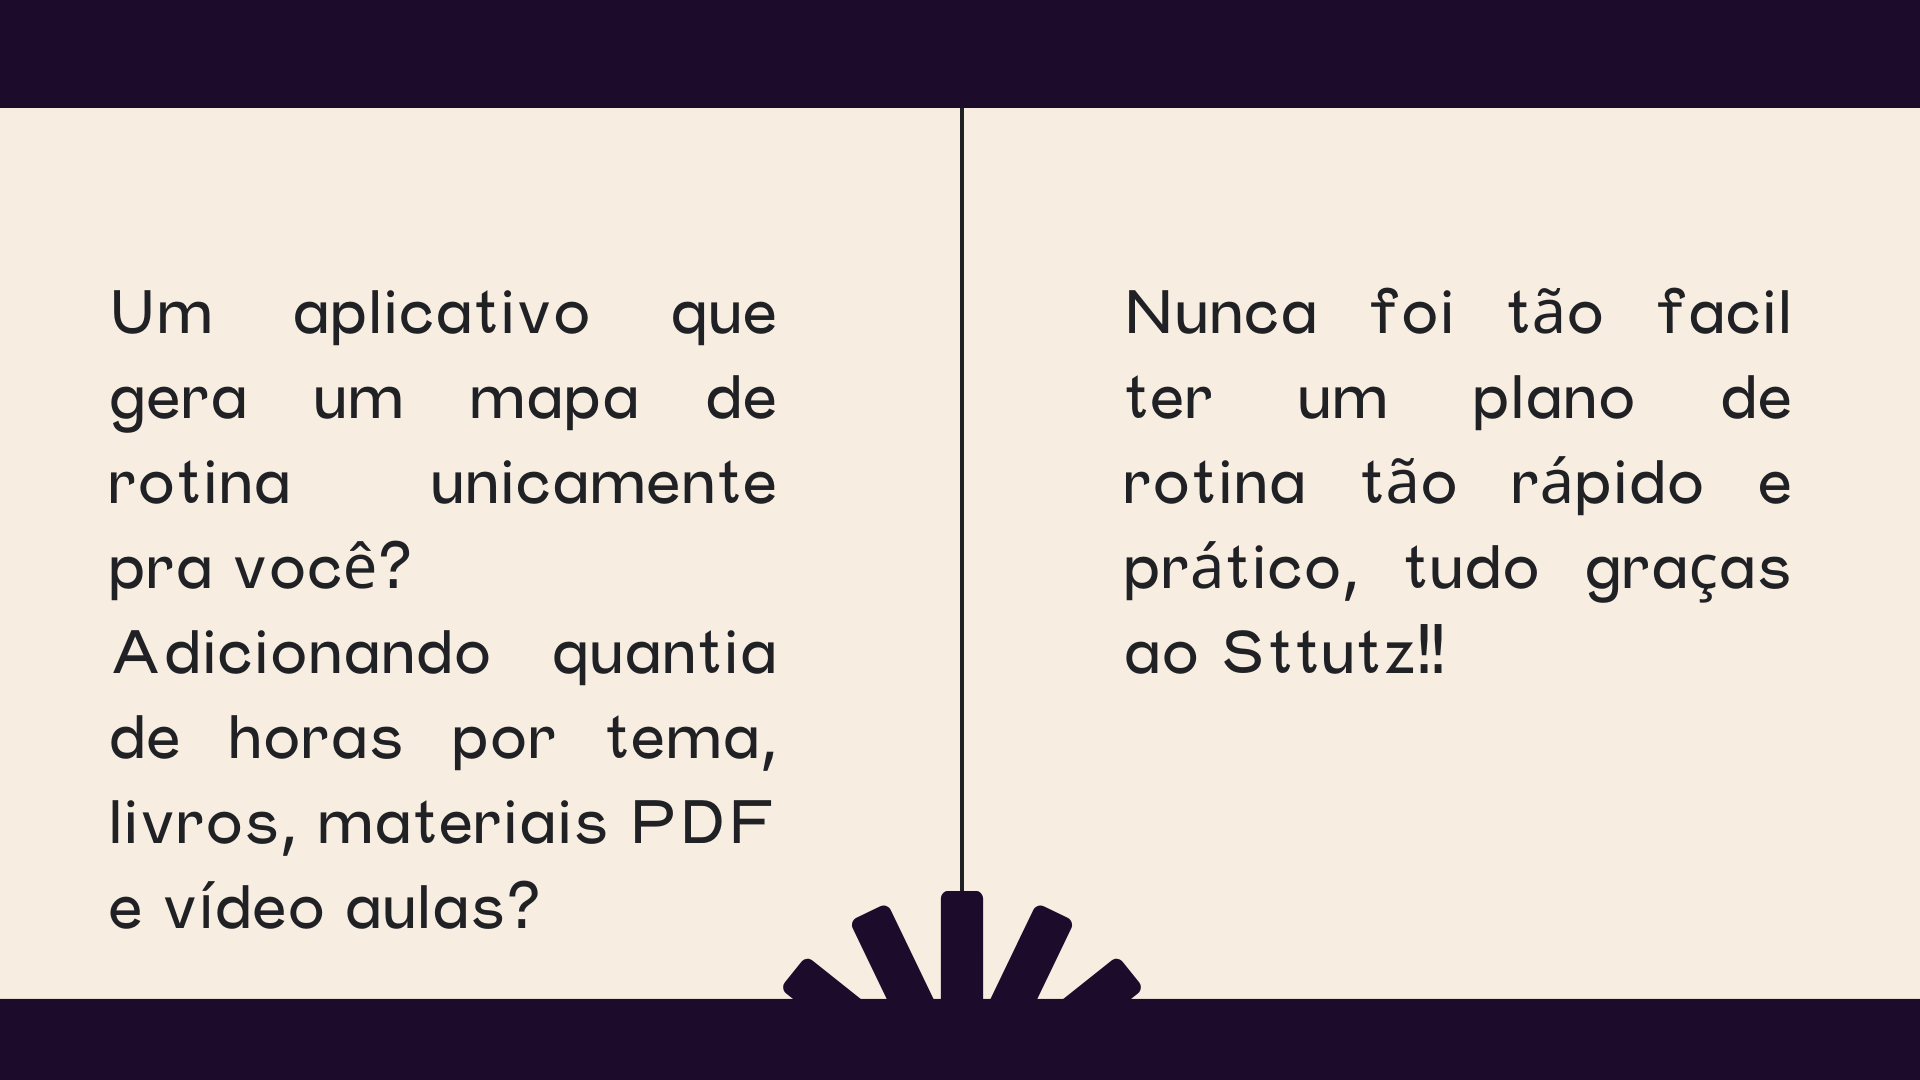 Um aplicativo que
gera um mapa de
rotina unicamente
pra você?
Adicionando quantia
de horas por tema,
livros, materiais PDF
e vídeo aulas?
Nunca foi tão facil
ter um plano de
rotina tão rápido e
prático, tudo graças
ao Sttutz!!